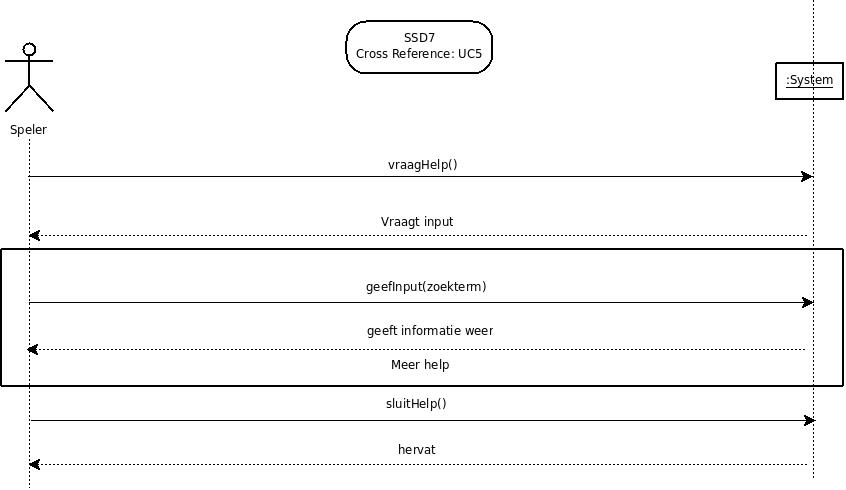 SSD7
Cross Reference: UC5
:System
Speler
vraagHelp()
Vraagt input
geefInput(zoekterm)
geeft informatie weer
Meer help
sluitHelp()
hervat